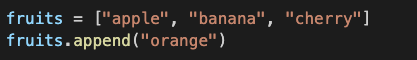 fruits = ["apple", "banana", "cherry"]
fruits.append("orange")